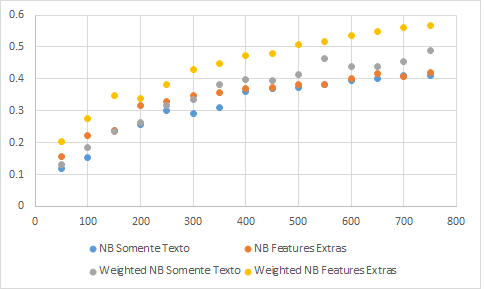 0.6
0.5
0.4
0.3
0.2
0.1
0
0 100 200 300 400 500 600 700 800
NB Somente Texto NB Features Extras
Weighted NB Somente Texto Weighted NB Features Extras